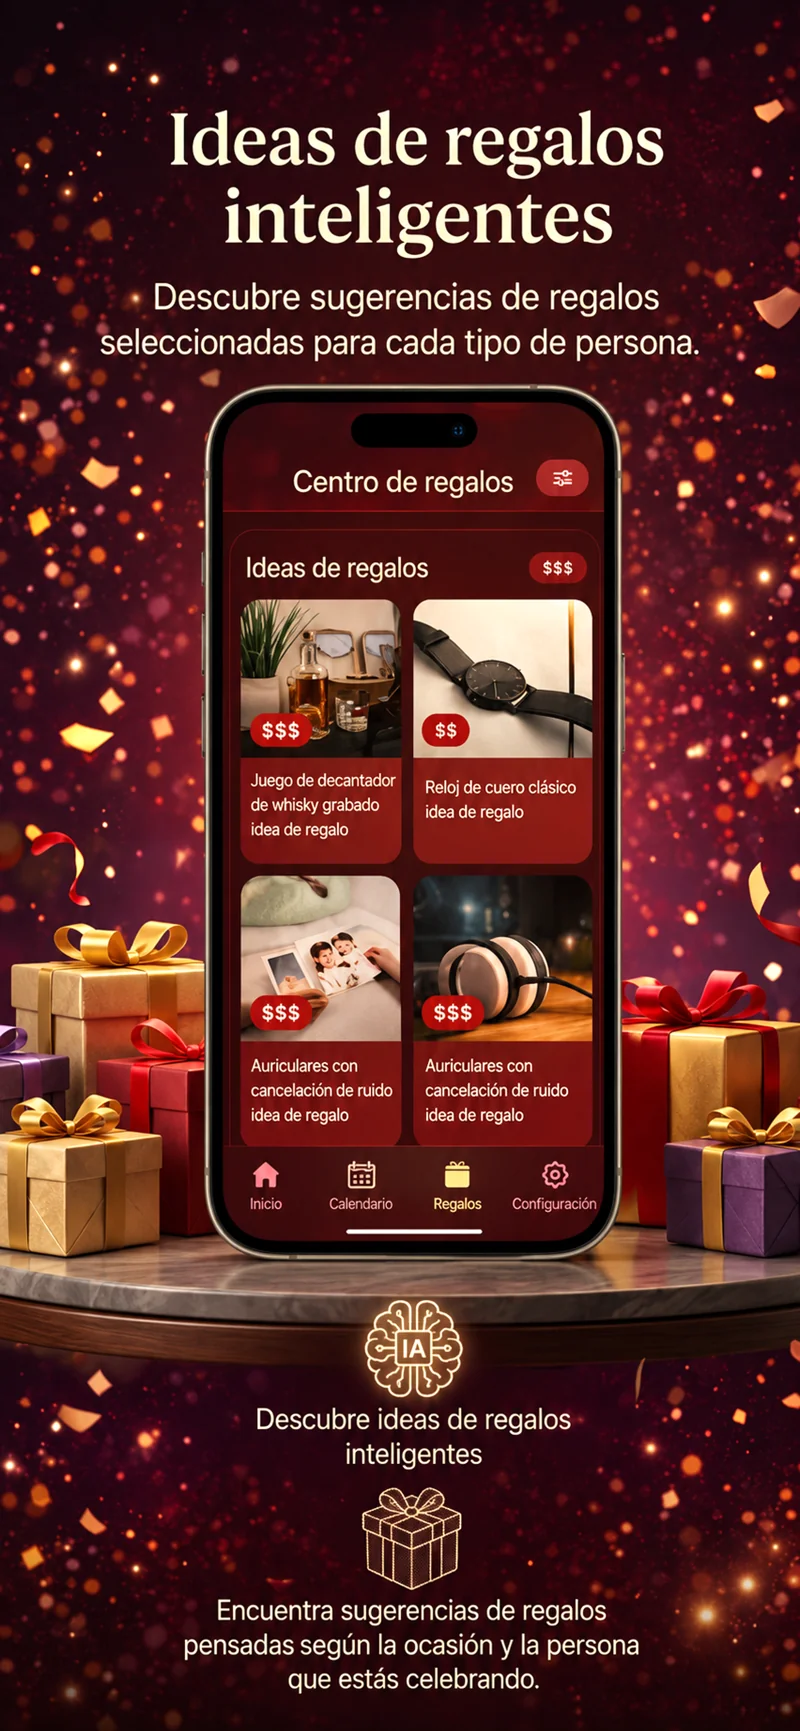 Ideas de regalos
inteligentes
Descubre sugerencias de regalos
seleccionadas para cada tipo de persona.
Centro de regalos
Ideas de regalos
$$$
$$$
$$
Juego de decantador
de whisky grabado
idea de regalo
Reloj de cuero clásico
idea de regalo
$$$
$$$
Auriculares con
cancelación de ruido
idea de regalo
Auriculares con
cancelación de ruido
idea de regalo
Inicio
Calendario
Regalos
Configuración
IA
Descubre ideas de regalos
inteligentes
Encuentra sugerencias de regalos
pensadas según la ocasión y la persona
que estás celebrando.